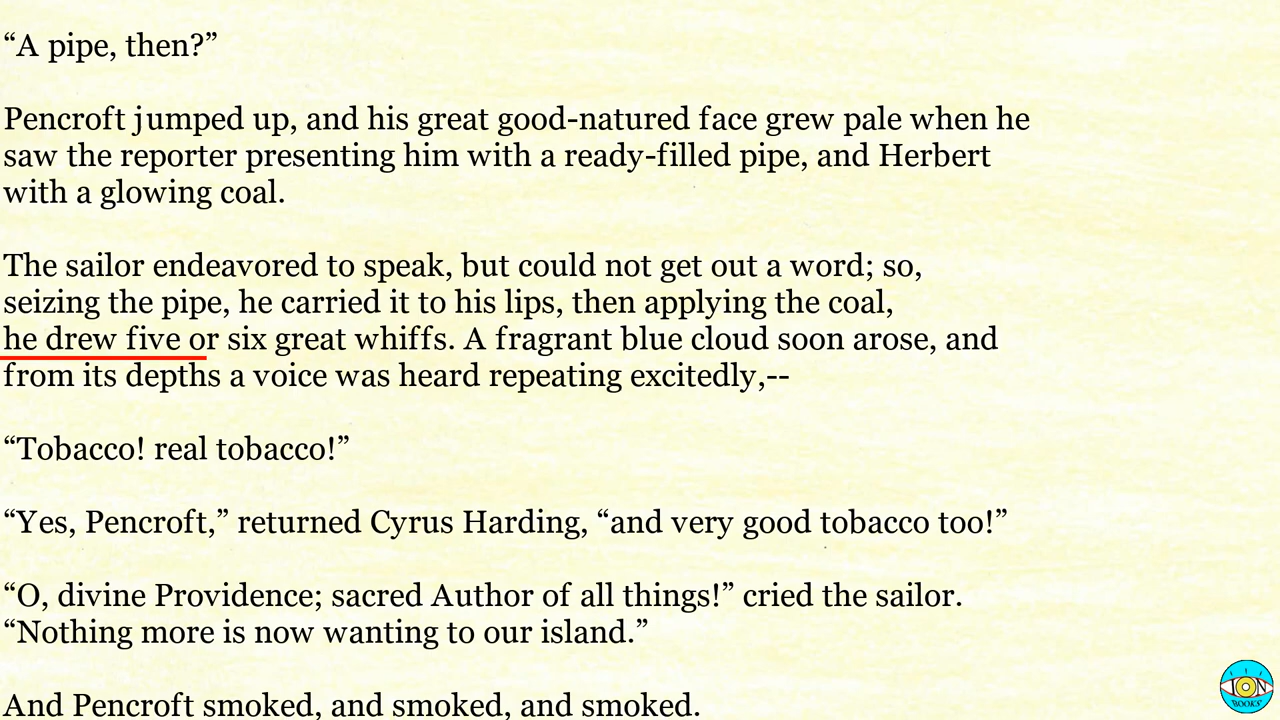 “A pipe, then?”
Pencroft jumped up, and his great good-natured face grew pale when he
saw the reporter presenting him with a ready-filled pipe, and Herbert
with a glowing coal.
The sailor endeavored to speak, but could not get out a word; so,
seizing the pipe, he carried it to his lips, then applying the coal,
he drew five or six great whiffs. A fragrant blue cloud soon arose, and
from its depths a voice was heard repeating excitedly,--
“Tobacco! real tobacco!”
“Yes, Pencroft,” returned Cyrus Harding, “and very good tobacco too!”
“O, divine Providence; sacred Author of all things!” cried the sailor.
“Nothing more is now wanting to our island.”
And Pencroft smoked, and smoked, and smoked.
ION
BOOKS